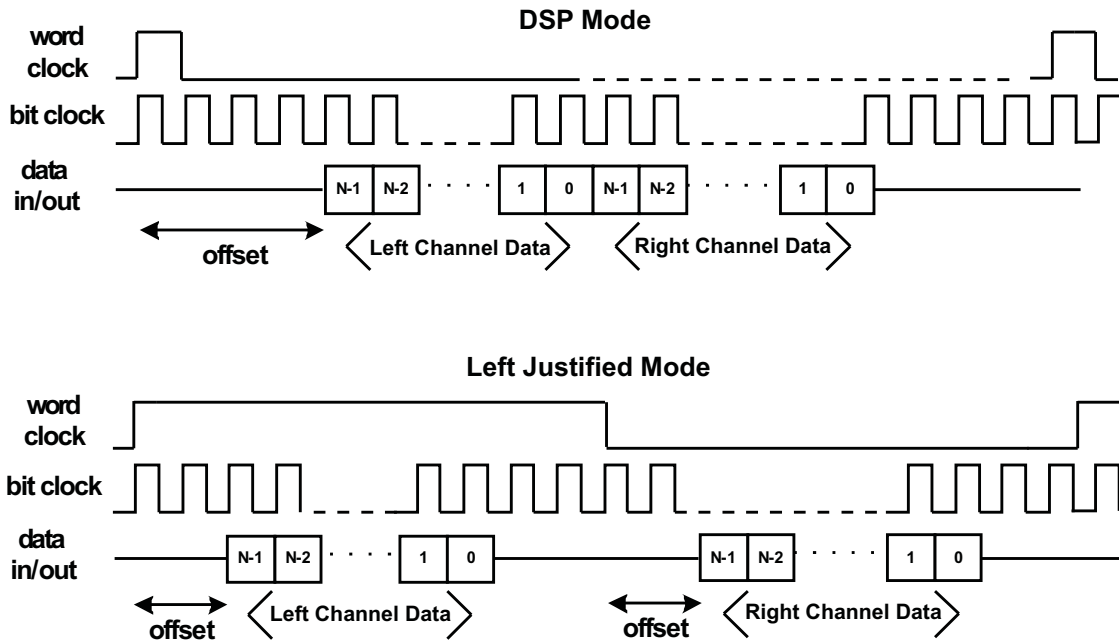 DSP Mode
word
clock
bit clock
data
in/out
N-1 N-2 1 0 N-1 N-2 1 0
offset
Left Channel Data
Right Channel Data
Left Justified Mode
word
clock
bit clock
data
in/out
N-1 N-2 1 0 N-1 N-2 1 0
offset
Left Channel Data
offset
Right Channel Data